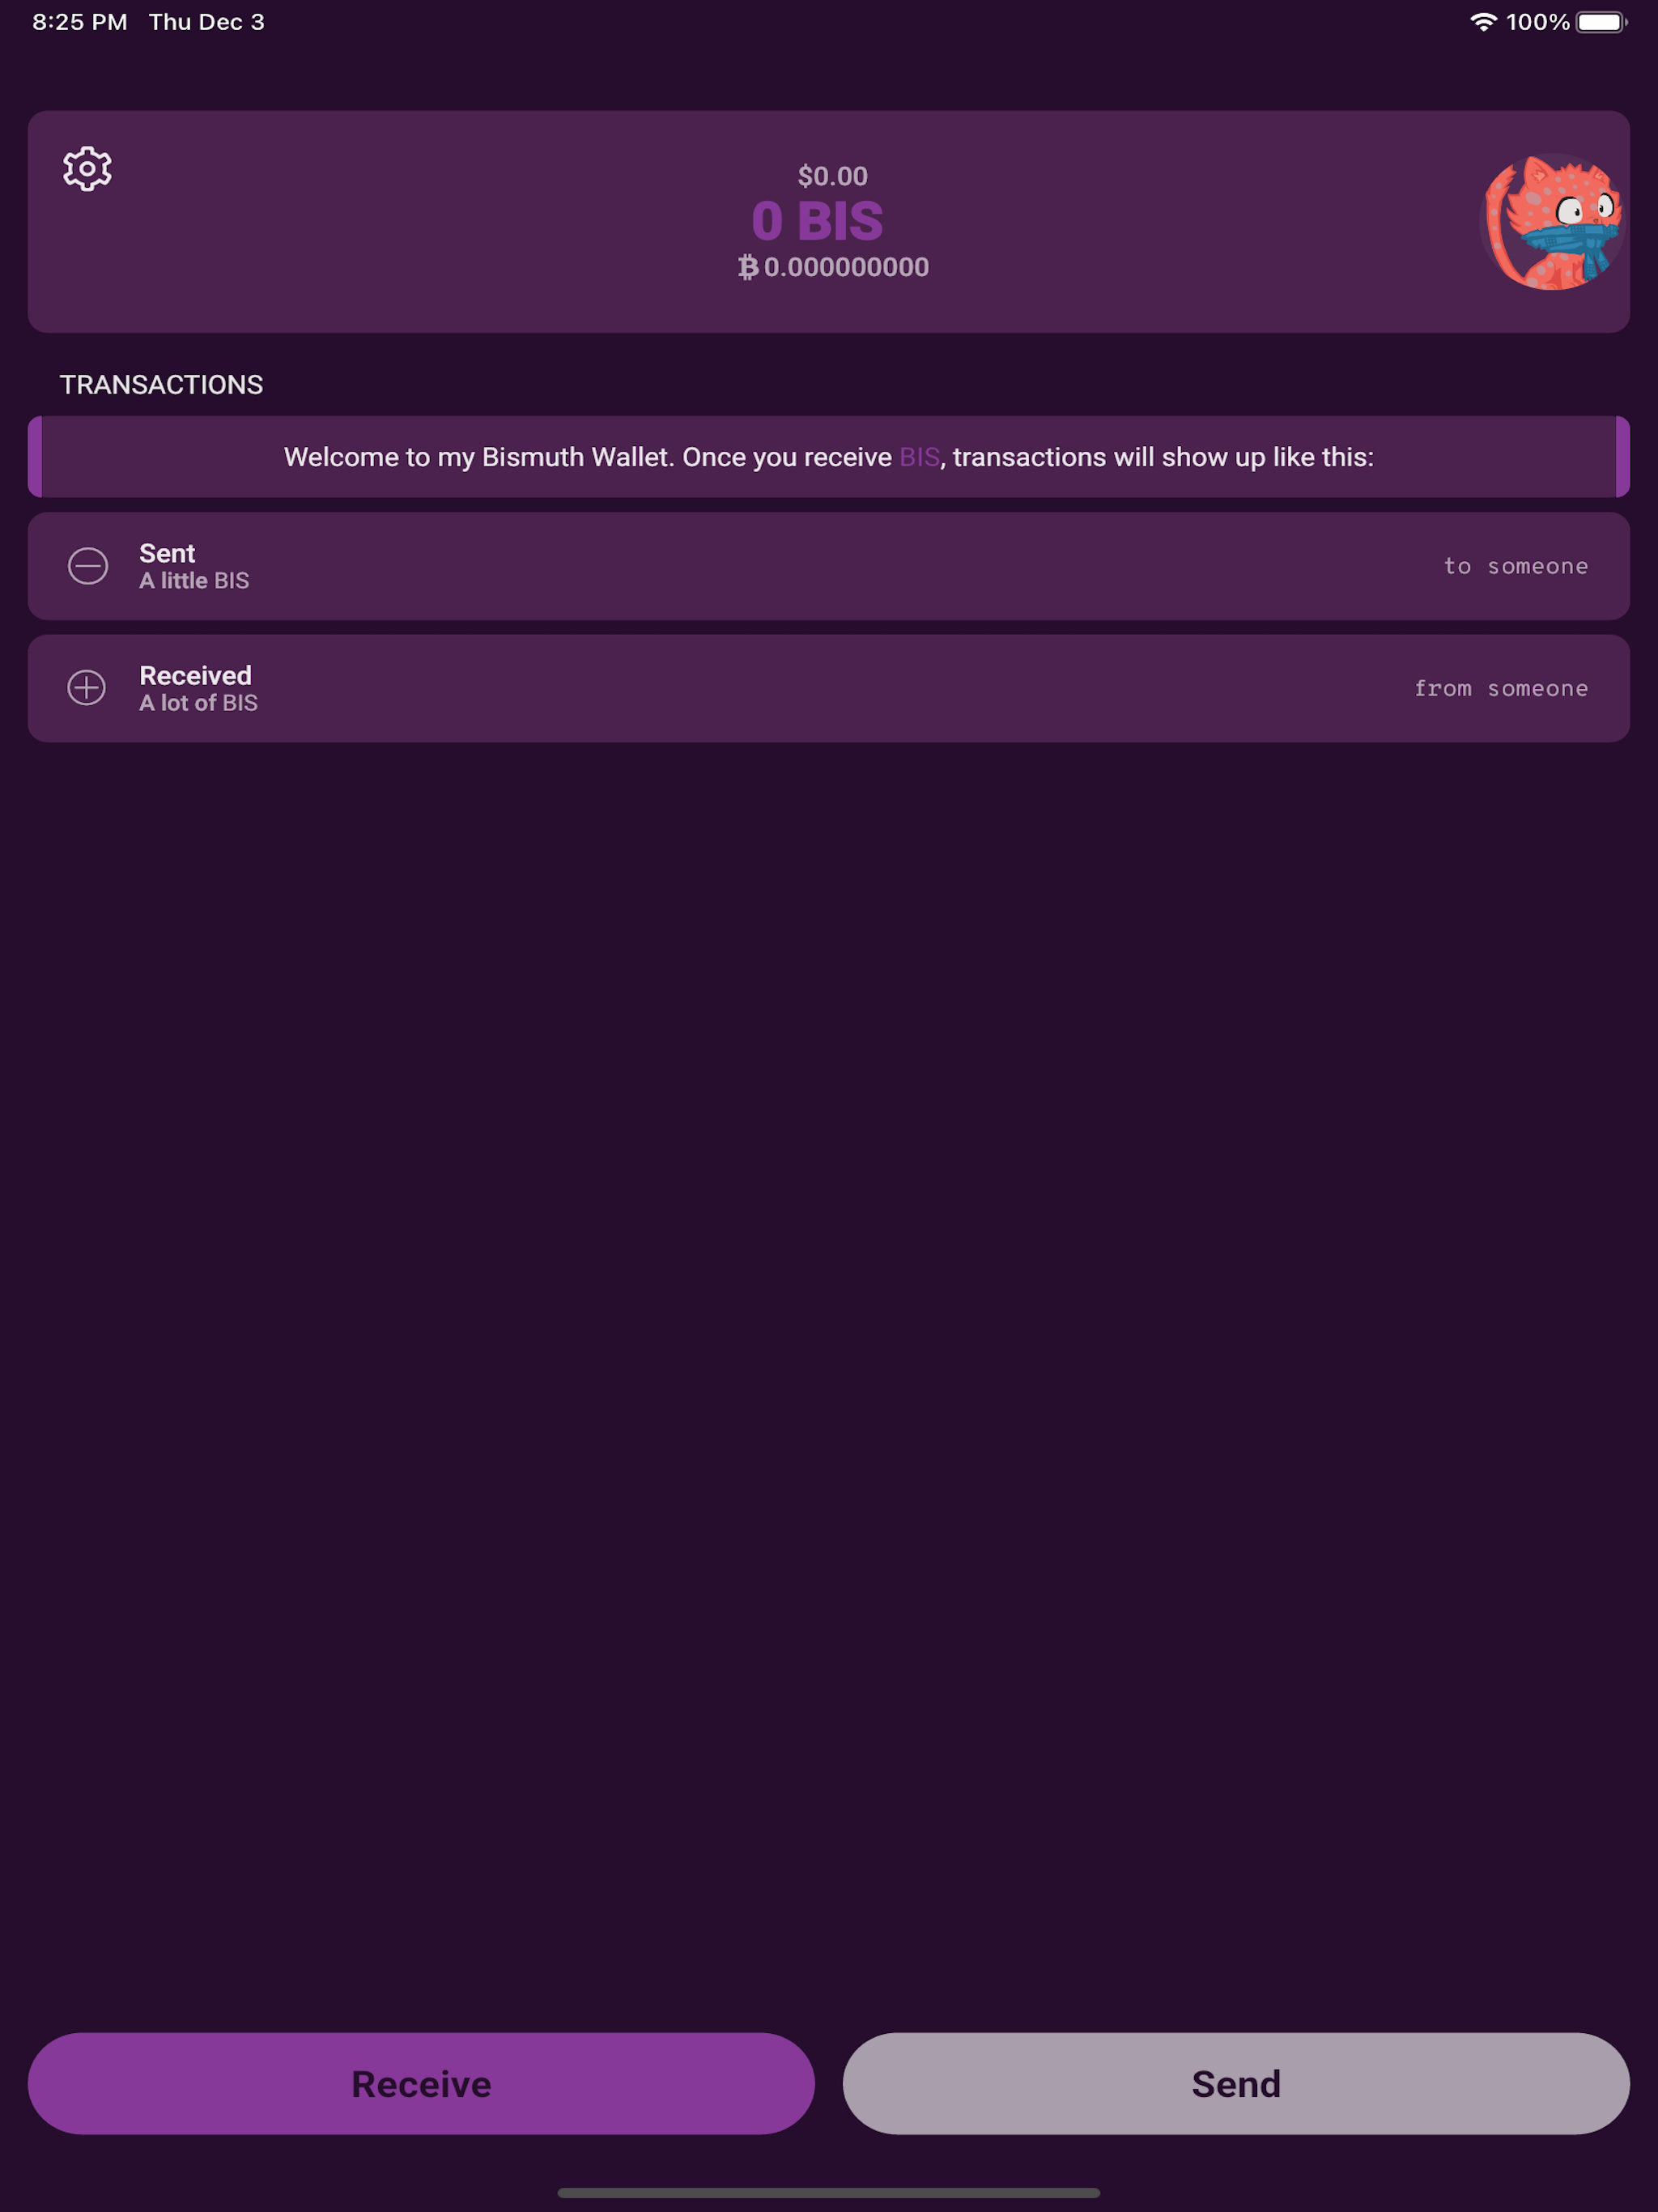 8:25 PM Thu Dec 3 100%
$0.00
0 BIS
₿0.000000000
TRANSACTIONS
Welcome to my Bismuth Wallet. Once you receive BIS, transactions will show up like this:
Sent
A little BIS
to someone
Received
A lot of BIS
from someone
Receive Send